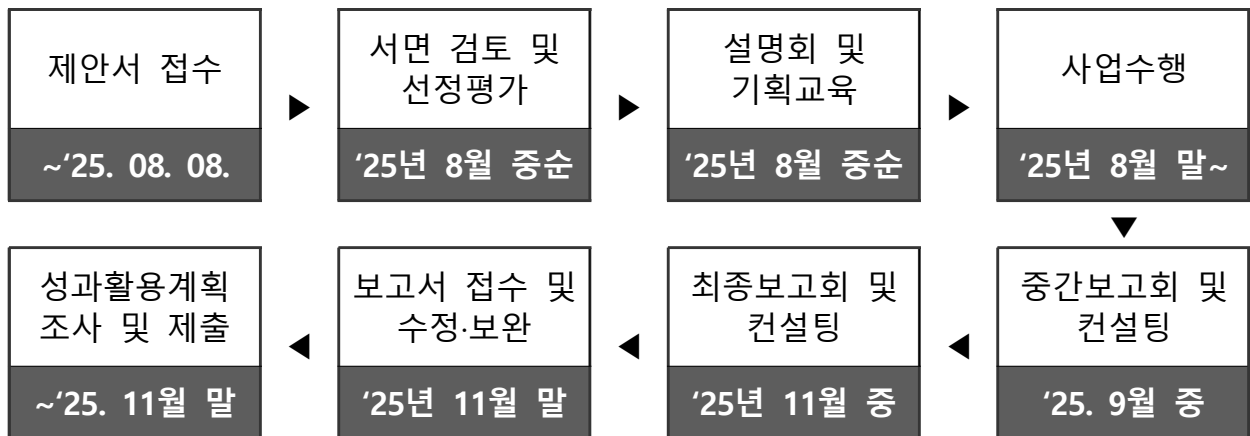 제안서 접수
~‘25. 08. 08.
▶
서면 검토 및
선정평가
‘25년 8월 중순
▶
설명회 및
기획교육
‘25년 8월 중순
▶
사업수행
‘25년 8월 말~
▼
중간보고회 및
컨설팅
‘25. 9월 중
◀
최종보고회 및
컨설팅
‘25년 11월 중
◀
보고서 접수 및
수정·보완
‘25년 11월 말
◀
성과활용계획
조사 및 제출
~‘25. 11월 말